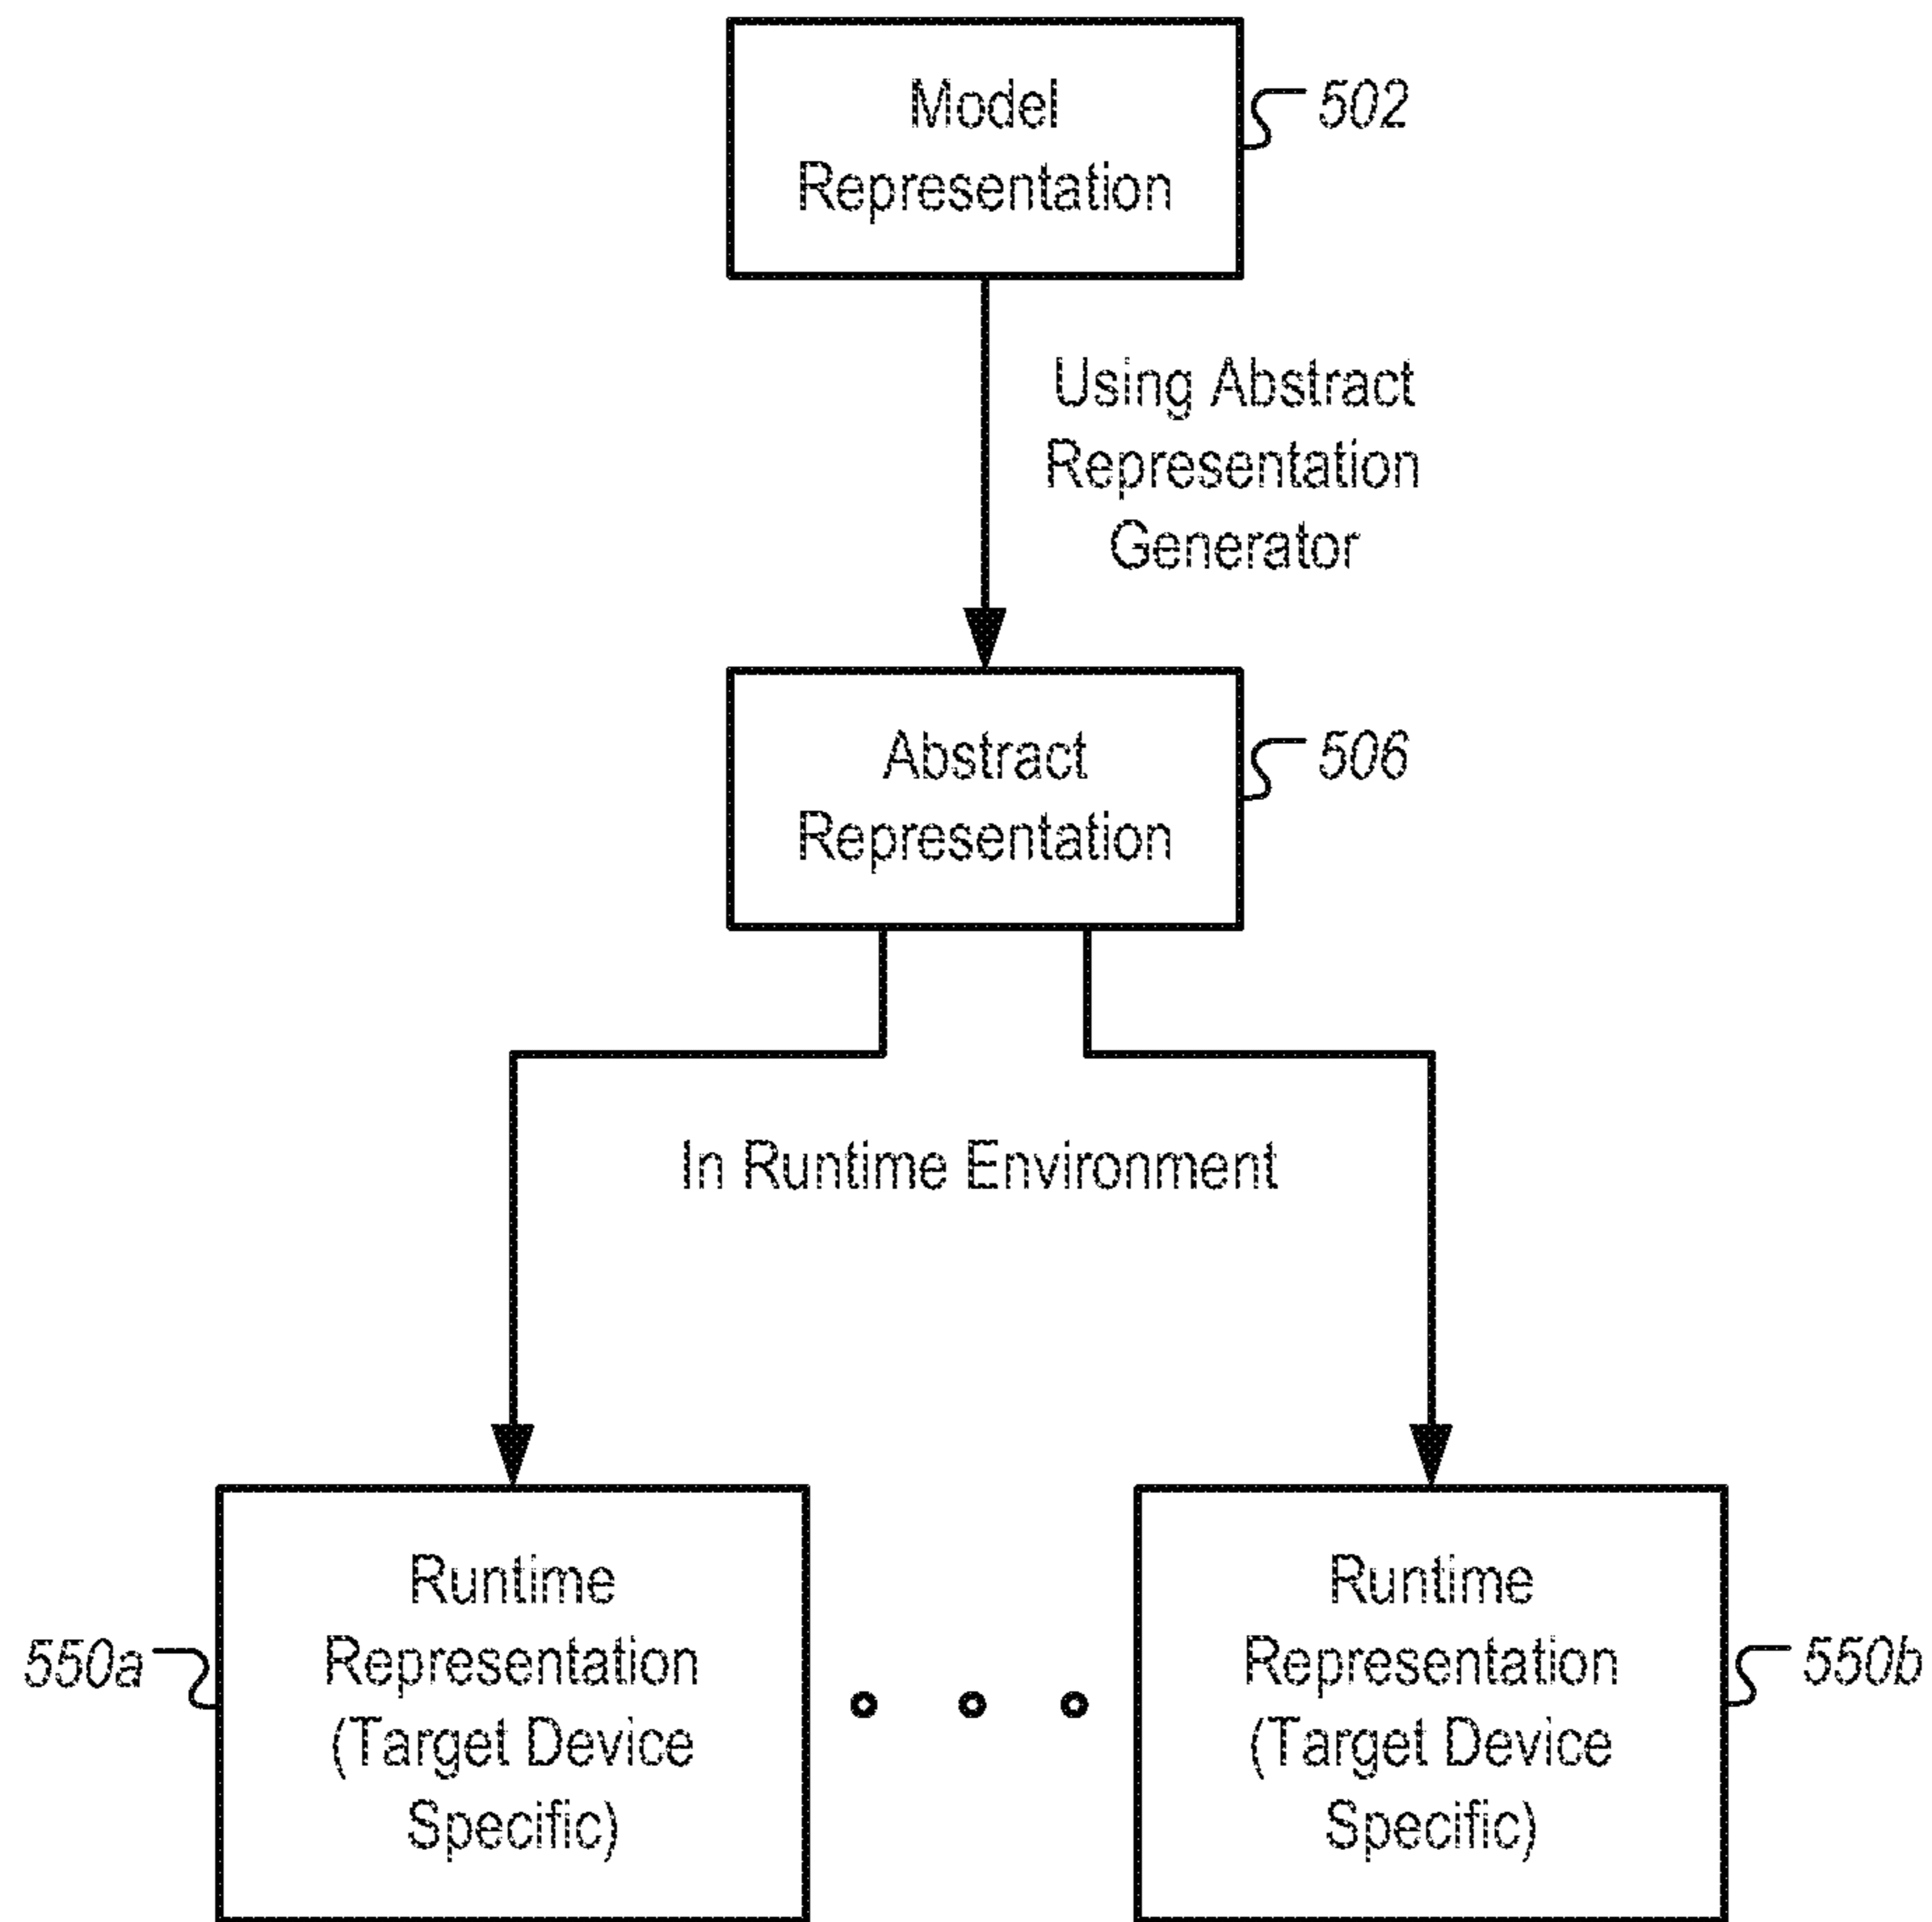 Model
Representation
502
Using Abstract
Representation
Generator
Abstract
Representation
506
In Runtime Environment
550a
Runtime
Representation
(Target Device
Specific)
Runtime
Representation
(Target Device
Specific)
550b